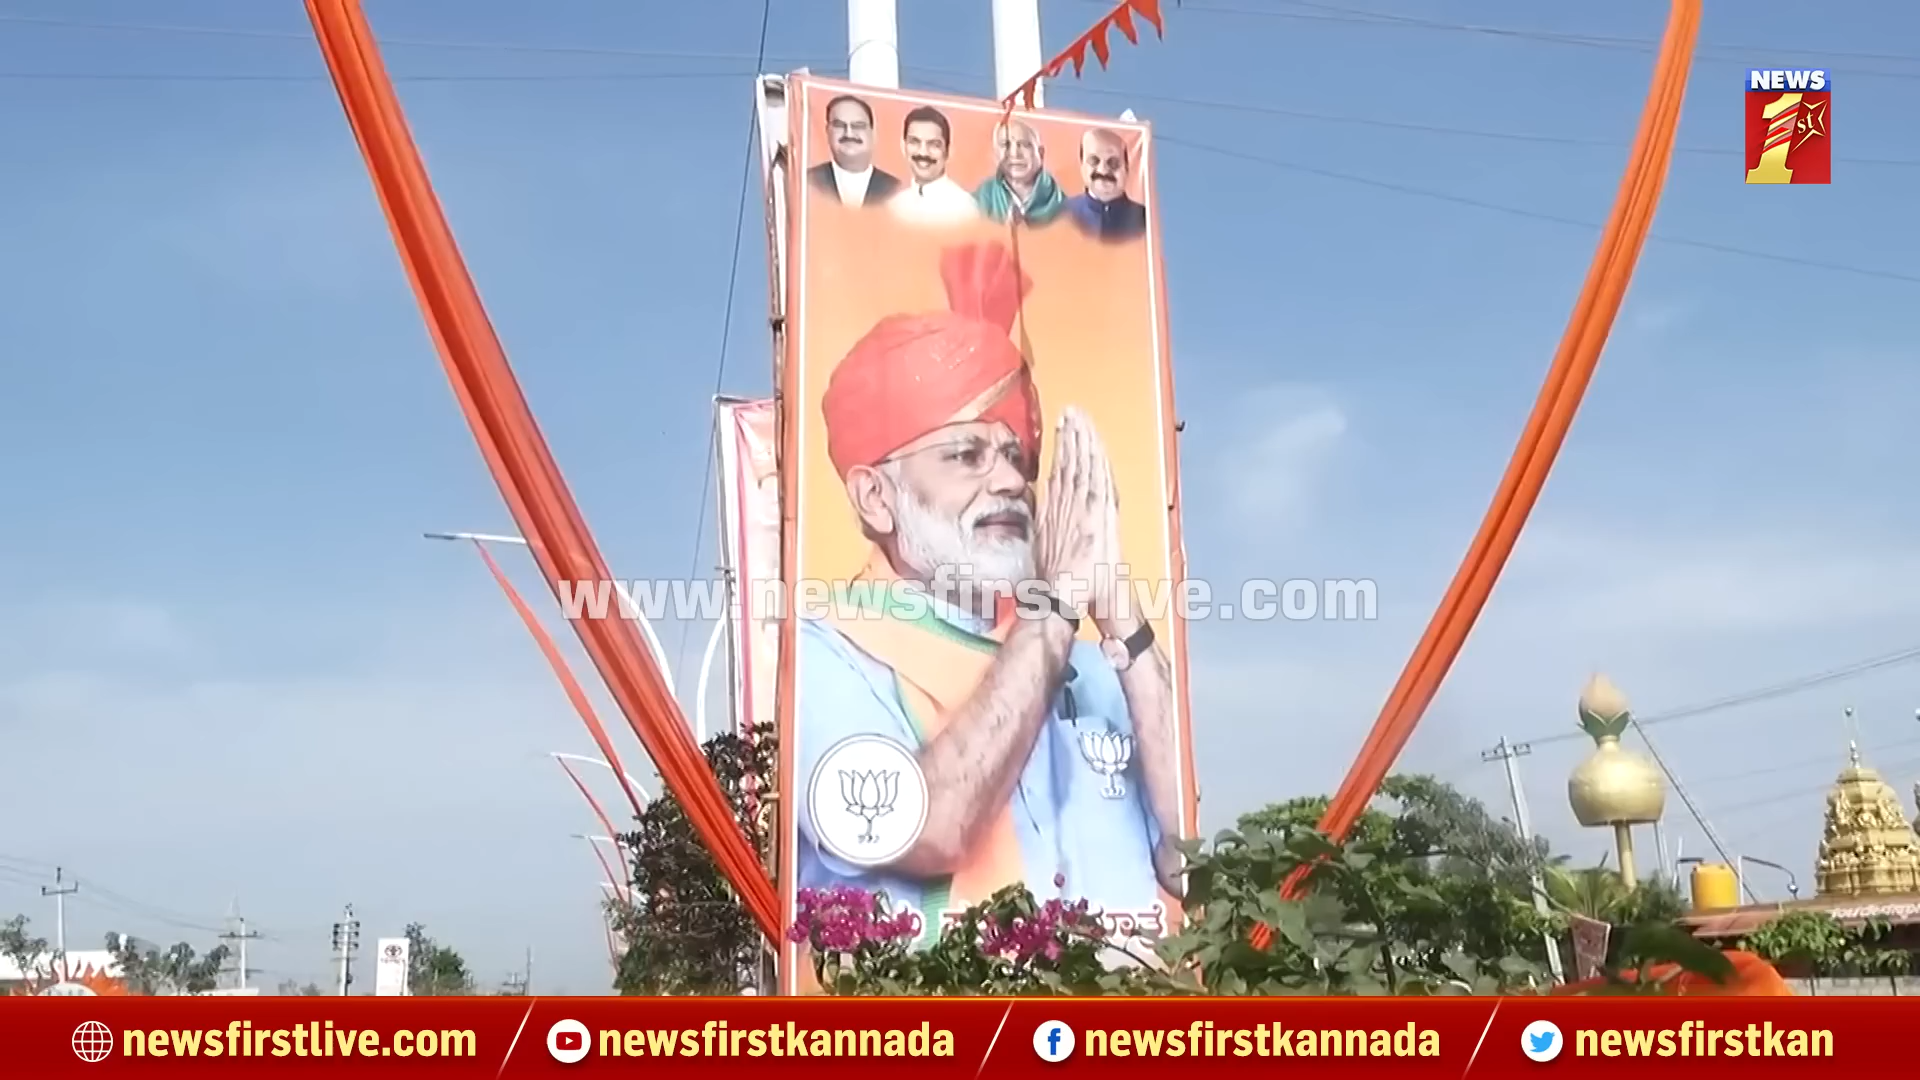 NEWS
1st
www.newsfirstlive.com
newsfirstlive.com
newsfirstkannada
newsfirstkannada
newsfirstkan